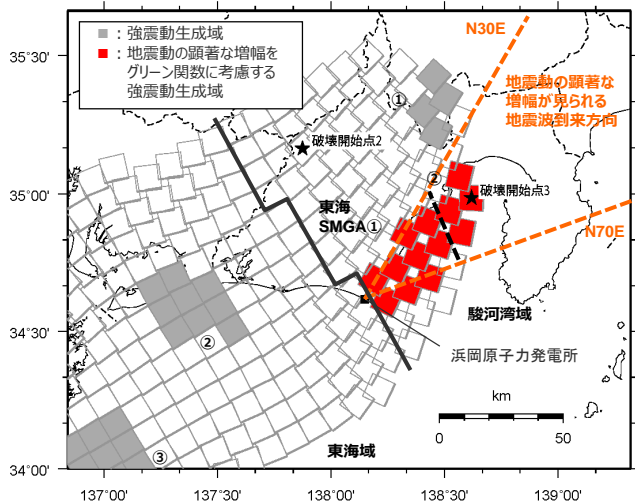 ：強震動生成域
：地震動の顕著な増幅を
グリーン関数に考慮する
強震動生成域
N30E
地震動の顕著な
増幅が見られる
地震波到来方向
①
破壊開始点2
②
破壊開始点3
東海
SMGA①
N70E
駿河湾域
②
浜岡原子力発電所
km
0
50
東海域
③
35°30'
35°00'
34°30'
34°00'
137°00'
137°30'
138°00'
138°30'
139°00'